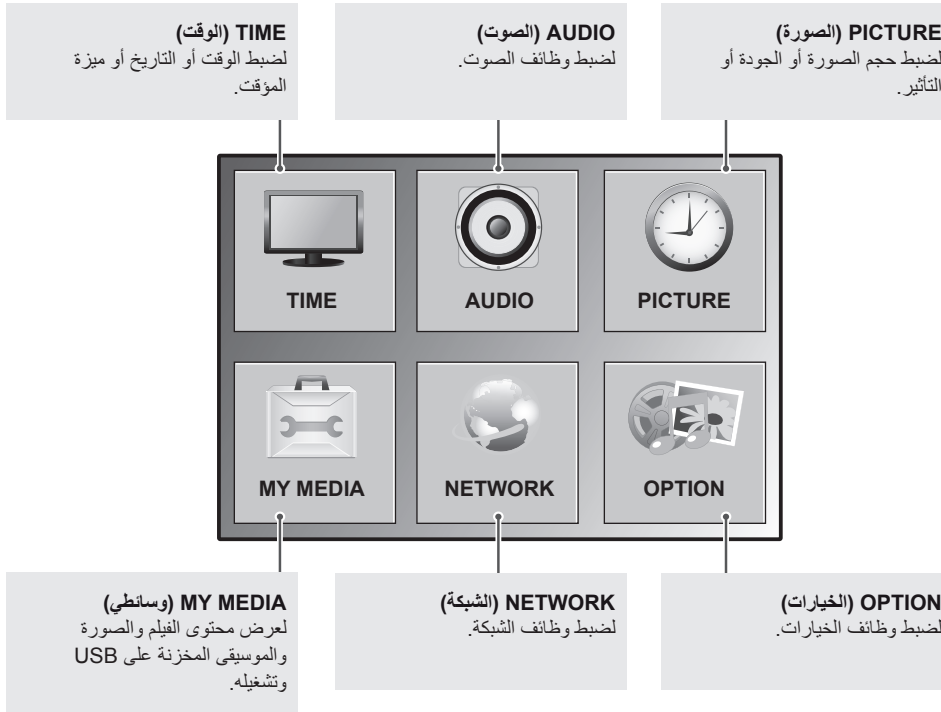 PICTURE (الصورة)
لضبط حجم الصورة أو الجودة أو
التأثير.
AUDIO (الصوت)
لضبط وظائف الصوت.
TIME (الوقت)
لضبط الوقت أو التاريخ أو ميزة
المؤقت.
TIME
AUDIO
PICTURE
MY MEDIA
NETWORK
OPTION
OPTION (الخيارات)
لضبط وظائف الخيارات.
NETWORK (الشبكة)
لضبط وظائف الشبكة.
MY MEDIA (وسائطي)
لعرض محتوى الفيلم والصورة
والموسيقى المخزنة على USB
وتشغيله.